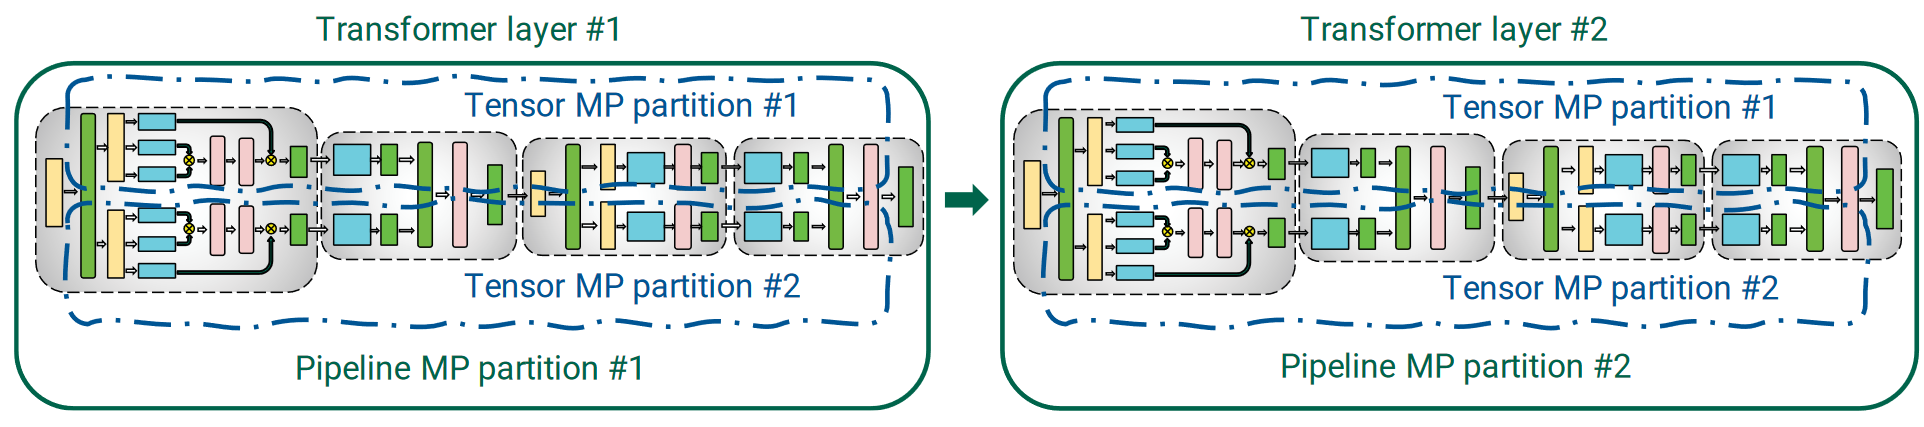 Transformer layer #1
Tensor MP partition #1
Tensor MP partition #2
Pipeline MP partition #1
Transformer layer #2
Tensor MP partition #1
Tensor MP partition #2
Pipeline MP partition #2